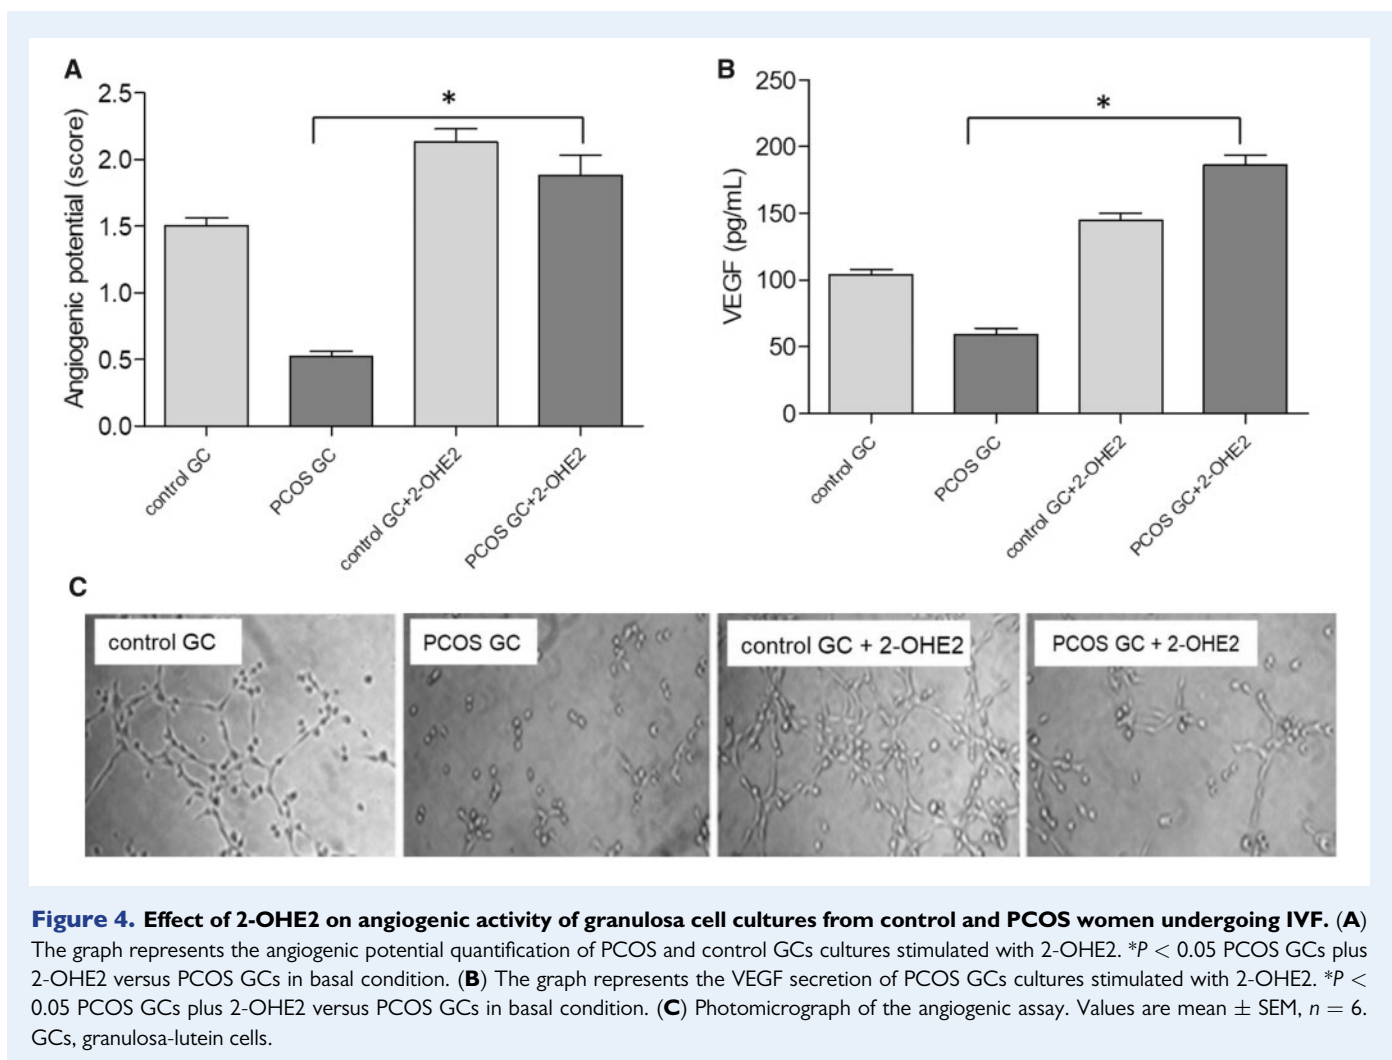 A
B
*
*
Angiogenic potential (score)
2.5
2.0
1.5
1.0
0.5
0.0
control GC
PCOS GC
control GC+2-OHE2
PCOS GC+2-OHE2
VEGF (pg/mL)
250
200
150
100
50
0
control GC
PCOS GC
control GC+2-OHE2
PCOS GC+2-OHE2
C
control GC
PCOS GC
control GC + 2-OHE2
PCOS GC + 2-OHE2
Figure 4. Effect of 2-OHE2 on angiogenic activity of granulosa cell cultures from control and PCOS women undergoing IVF. (A)
The graph represents the angiogenic potential quantification of PCOS and control GCs cultures stimulated with 2-OHE2. *P < 0.05 PCOS GCs plus
2-OHE2 versus PCOS GCs in basal condition. (B) The graph represents the VEGF secretion of PCOS GCs cultures stimulated with 2-OHE2. *P <
0.05 PCOS GCs plus 2-OHE2 versus PCOS GCs in basal condition. (C) Photomicrograph of the angiogenic assay. Values are mean ± SEM, n = 6.
GCs, granulosa-lutein cells.